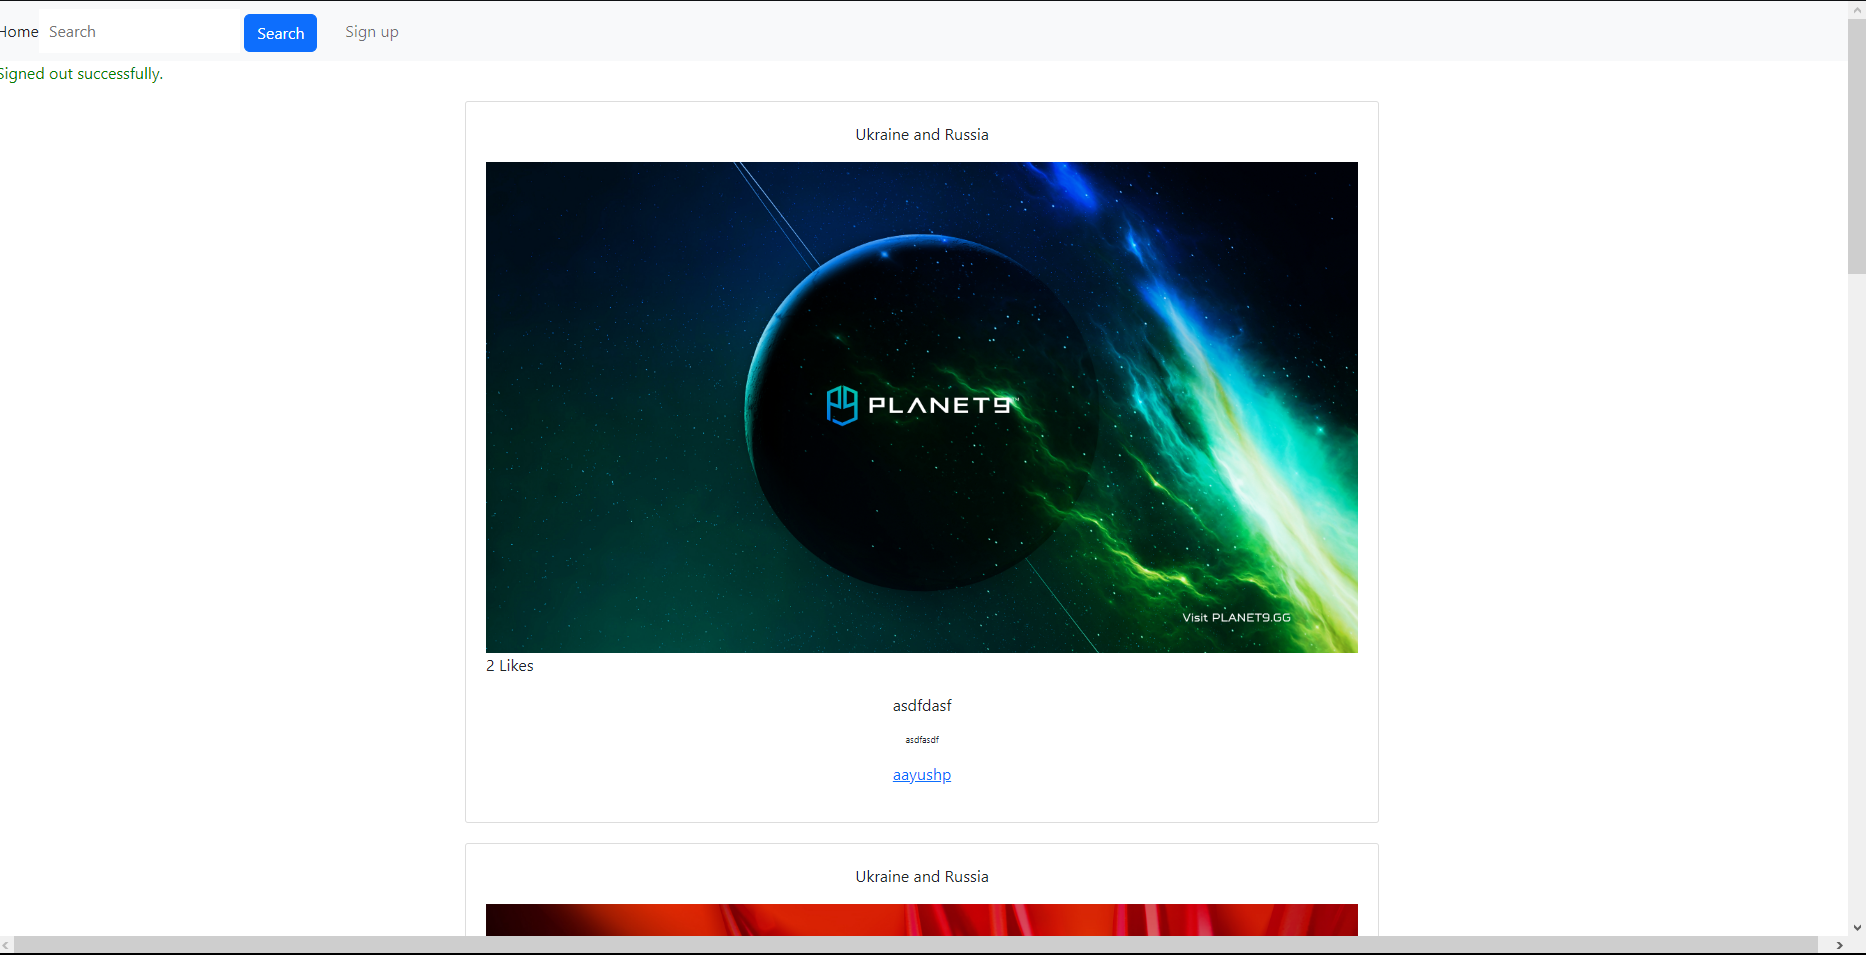 Home Search Search Sign up
Signed out successfully.
Ukraine and Russia
PLANET9™
Visit PLANET9.GG
2 Likes
asdfdasf
asdfasdf
aayushp
Ukraine and Russia